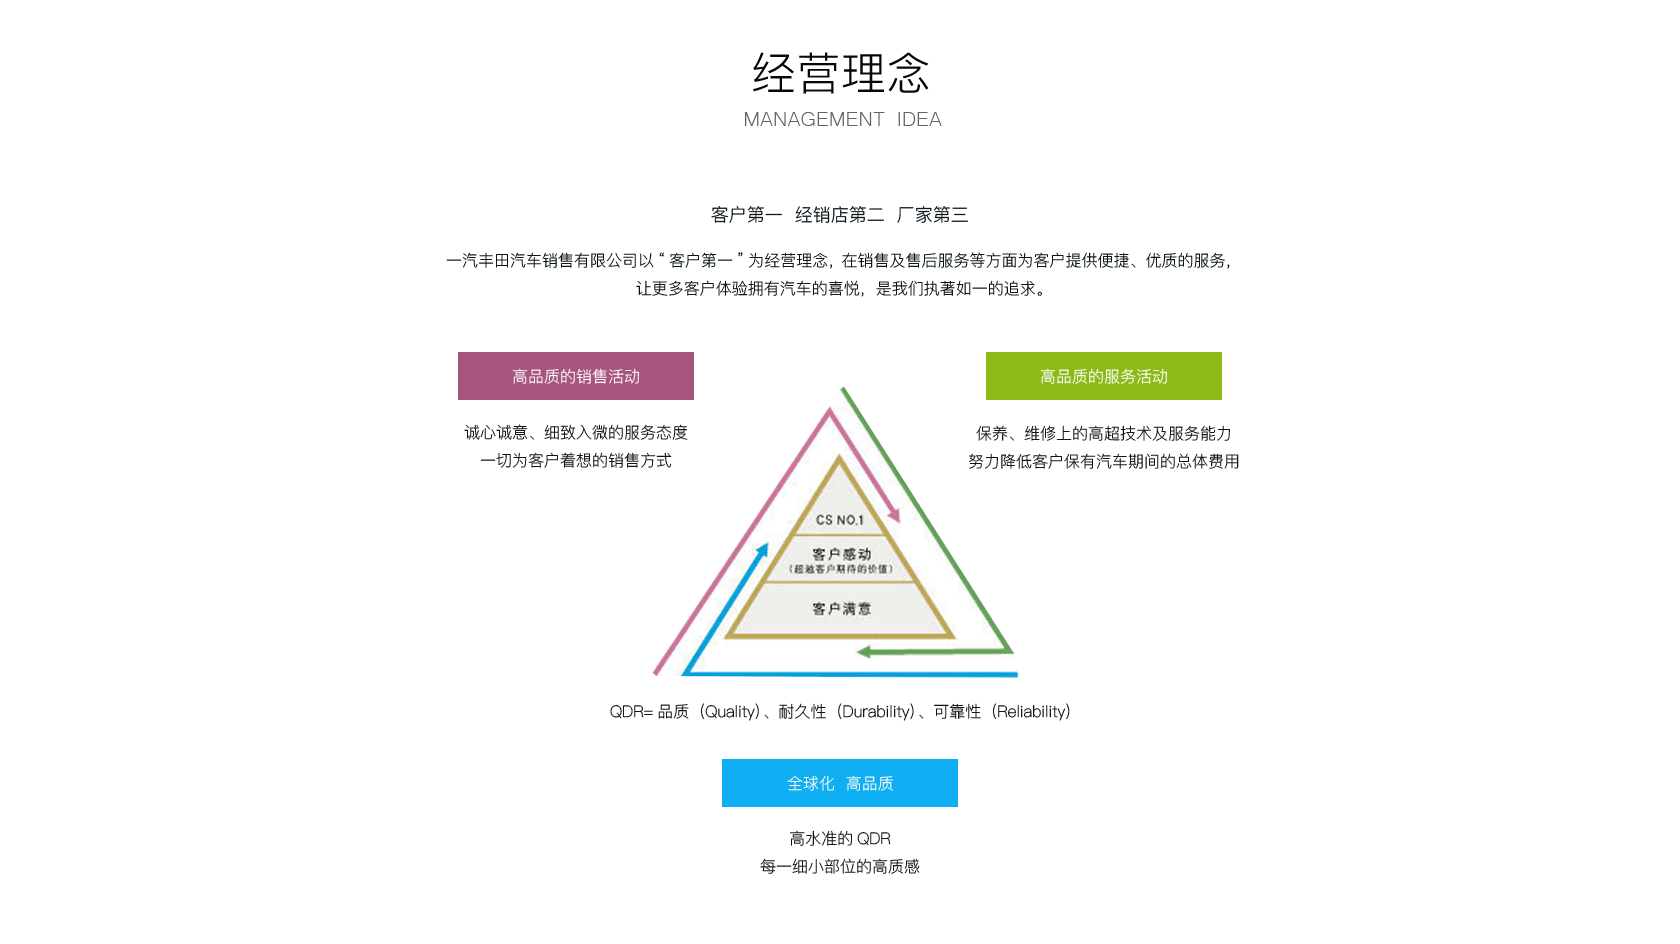 经营理念
MANAGEMENT IDEA
客户第一 经销店第二 厂家第三
一汽丰田汽车销售有限公司以“客户第一”为经营理念，在销售及售后服务等方面为客户提供便捷、优质的服务，
让更多客户体验拥有汽车的喜悦，是我们执著如一的追求。
高品质的销售活动
诚心诚意、细致入微的服务态度
一切为客户着想的销售方式
高品质的服务活动
保养、维修上的高超技术及服务能力
努力降低客户保有汽车期间的总体费用
CS NO.1
客户感动
（超越客户期待的价值）
客户满意
QDR= 品质（Quality）、耐久性（Durability）、可靠性（Reliability）
全球化 高品质
高水准的 QDR
每一细小部位的高质感